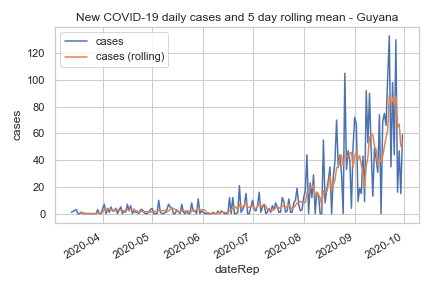 New COVID-19 daily cases and 5 day rolling mean - Guyana
cases
cases (rolling)
120
100
80
60
40
20
0
cases
2020-04
2020-05
2020-06
2020-07
2020-08
2020-09
2020-10
dateRep